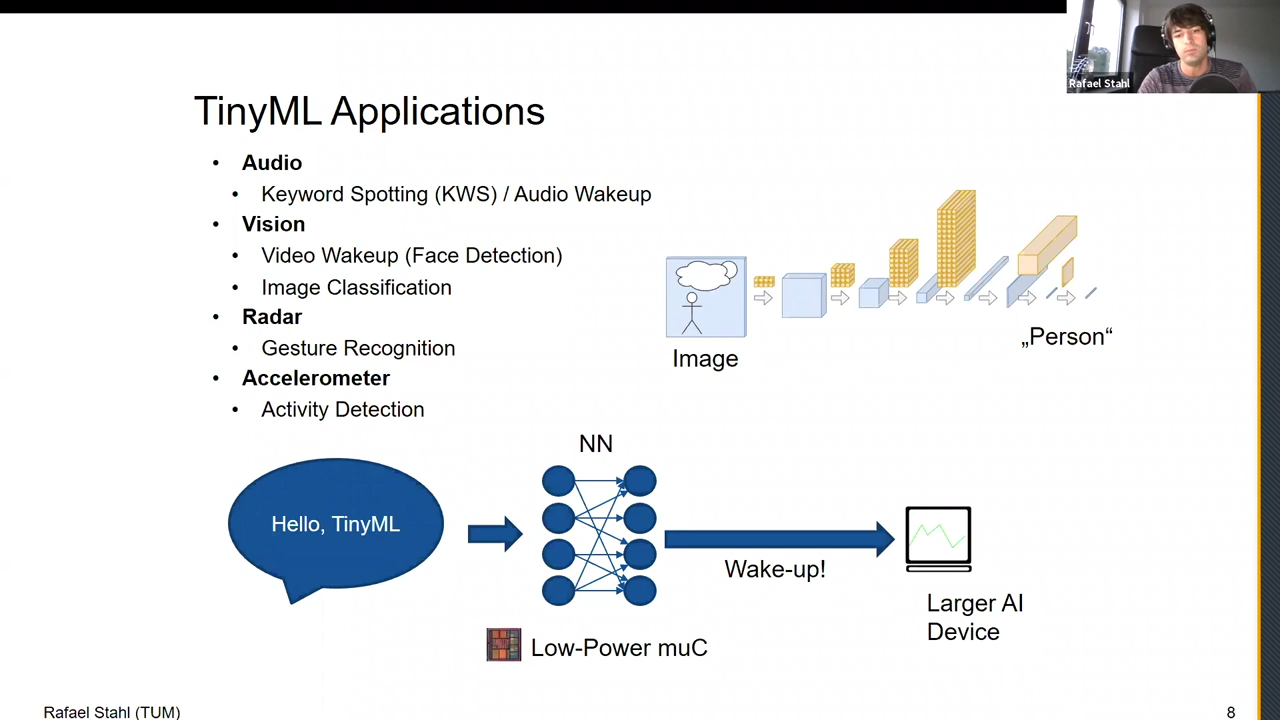 Rafael Stahl
TinyML Applications
• Audio
• Keyword Spotting (KWS) / Audio Wakeup
• Vision
• Video Wakeup (Face Detection)
• Image Classification
• Radar
• Gesture Recognition
• Accelerometer
• Activity Detection
Image
„Person“
NN
Hello, TinyML
Wake-up!
Larger AI
Device
Low-Power muC
Rafael Stahl (TUM)
8